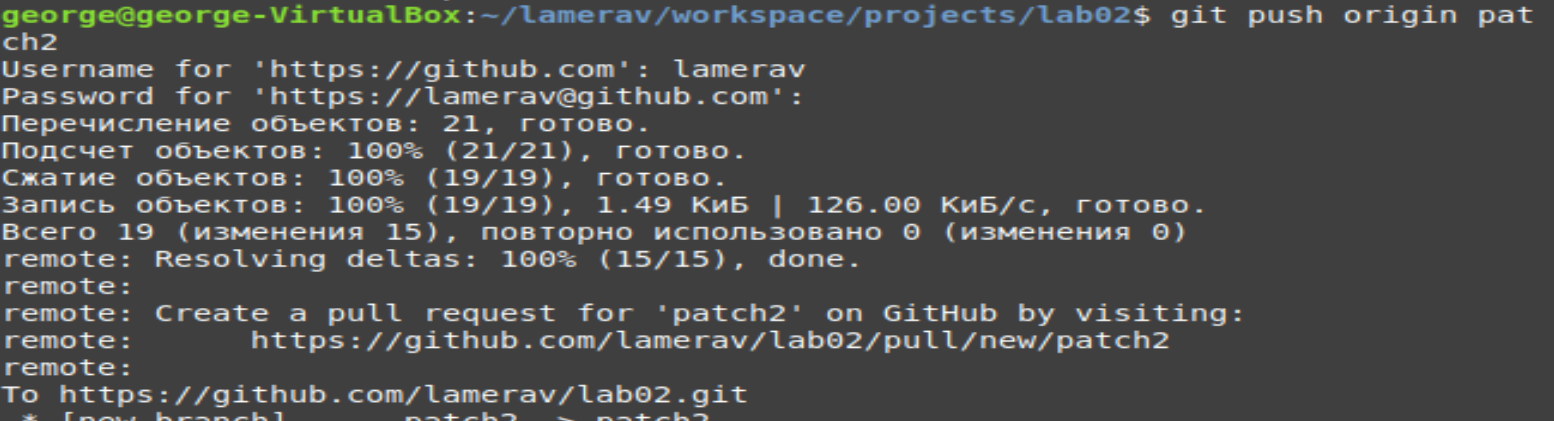 george@george-VirtualBox:~/lamerav/workspace/projects/lab02$ git push origin pat
ch2
Username for 'https://github.com': lamerav
Password for 'https://lamerav@github.com':
Перечисление объектов: 21, готово.
Подсчет объектов: 100% (21/21), готово.
Сжатие объектов: 100% (19/19), готово.
Запись объектов: 100% (19/19), 1.49 КиБ | 126.00 КиБ/с, готово.
Всего 19 (изменения 15), повторно использовано 0 (изменения 0)
remote: Resolving deltas: 100% (15/15), done.
remote:
remote: Create a pull request for 'patch2' on GitHub by visiting:
remote:      https://github.com/lamerav/lab02/pull/new/patch2
remote:
To https://github.com/lamerav/lab02.git
 * [new branch]      patch2 -> patch2